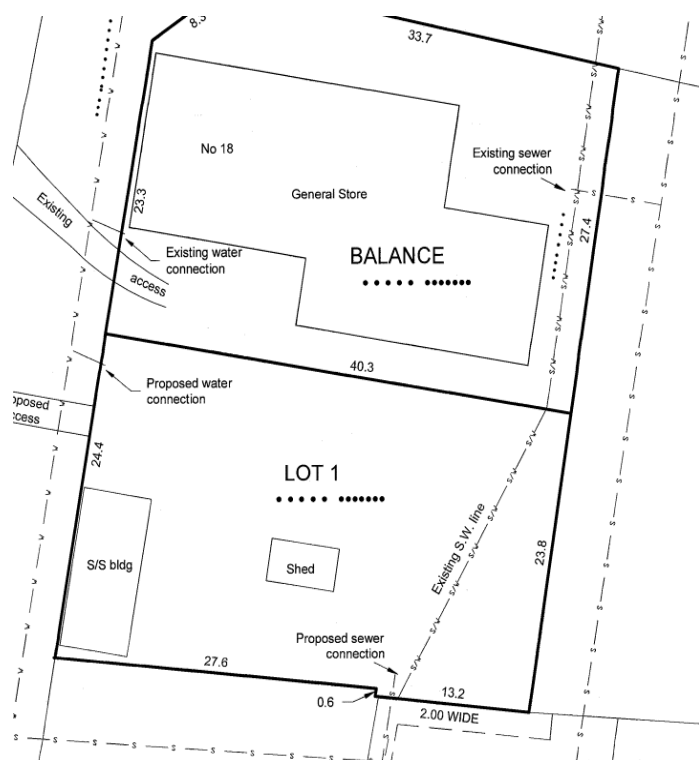 8.5
33.7
No 18
General Store
Existing sewer
connection
23.3
27.4
Existing
access
Existing water
connection
BALANCE
40.3
Proposed water
connection
24.4
LOT 1
S/S bldg
Shed
Existing S.W. line
23.8
Proposed sewer
connection
27.6
0.6
13.2
2.00 WIDE